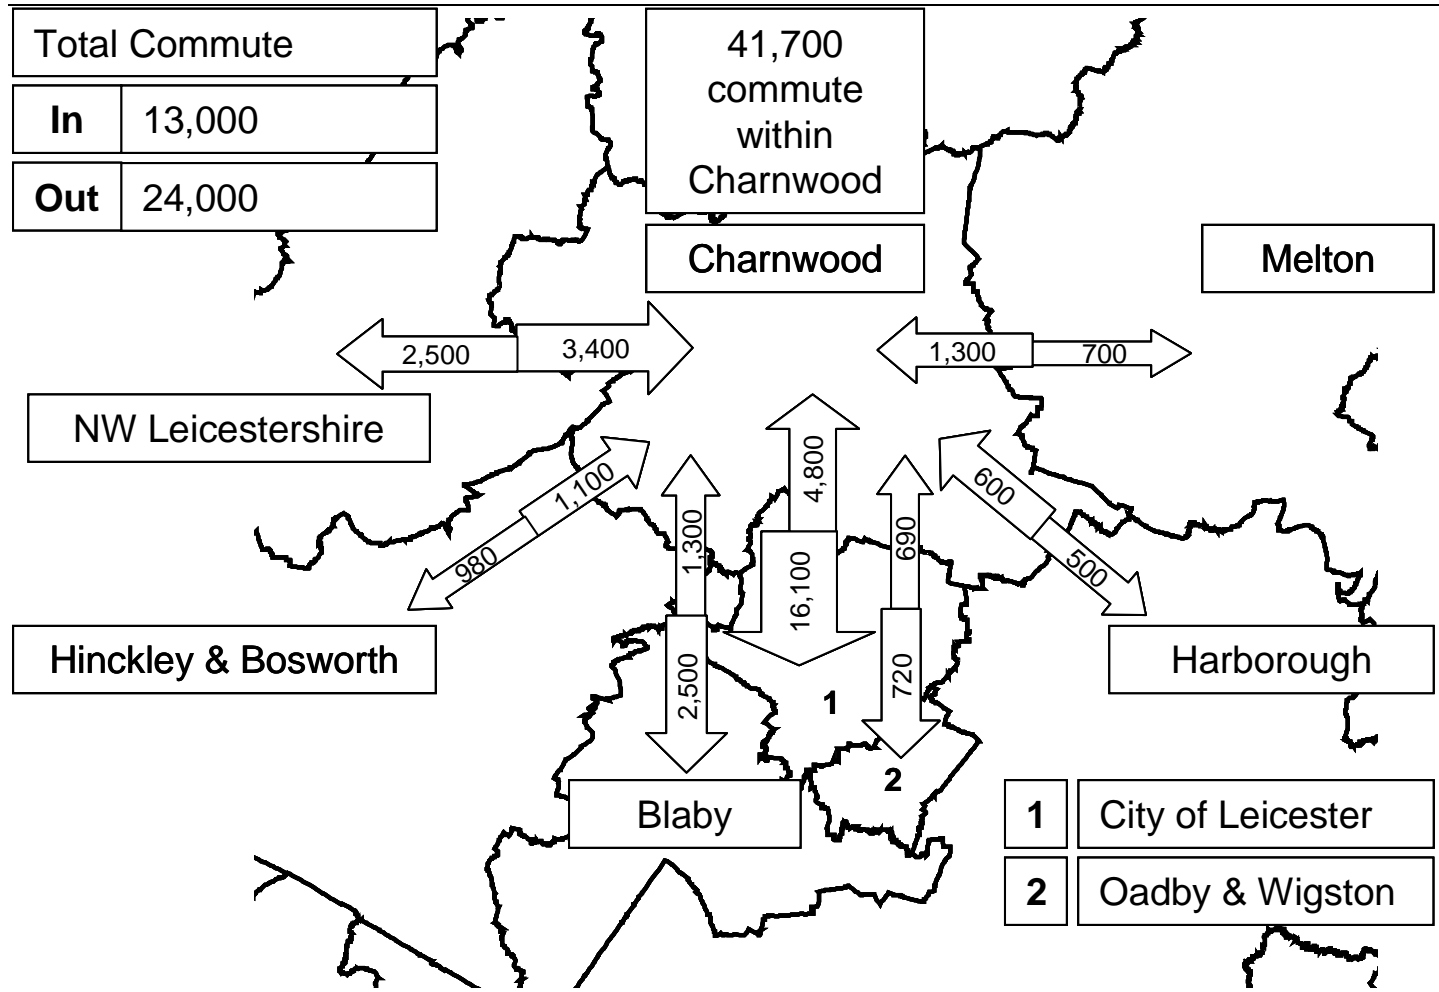 Total Commute
In 13,000
Out 24,000
41,700
commute
within
Charnwood
Charnwood
Melton
2,500 3,400
1,300 700
NW Leicestershire
1,100
980
1,300
4,800
690
600
500
16,100
2,500
720
Hinckley & Bosworth
Harborough
1
2
Blaby
1 City of Leicester
2 Oadby & Wigston